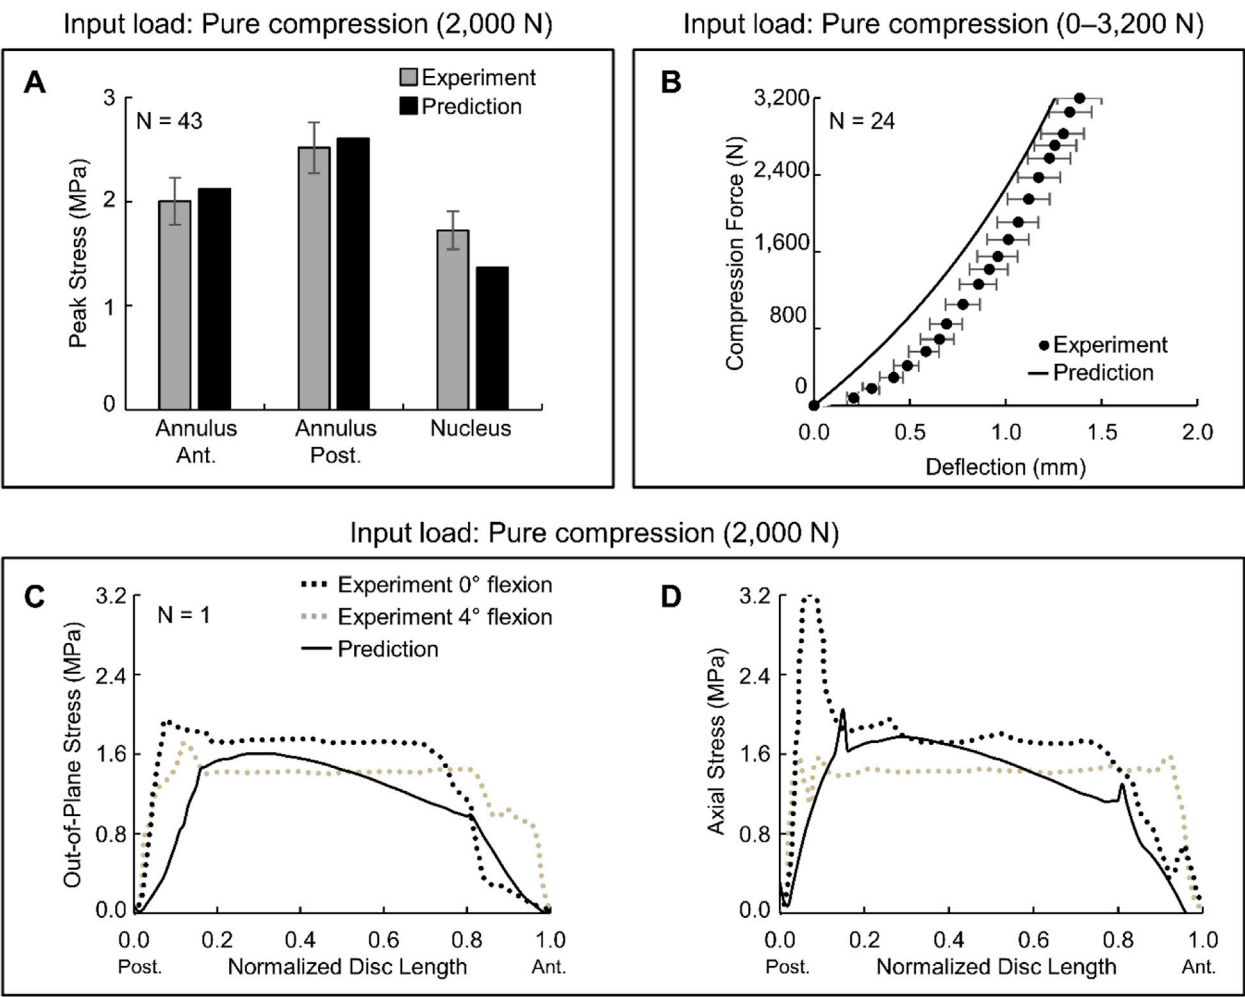 Input load: Pure compression (2,000 N)
A
Experiment
Prediction
N = 43
Peak Stress (MPa)
3
2
1
0
Annulus
Ant.
Annulus
Post.
Nucleus
Input load: Pure compression (0–3,200 N)
B
N = 24
Compression Force (N)
3,200
2,400
1,600
800
0
Experiment
Prediction
0.0 0.5 1.0 1.5 2.0
Deflection (mm)
Input load: Pure compression (2,000 N)
C
N = 1
Experiment 0° flexion
Experiment 4° flexion
Prediction
Out-of-Plane Stress (MPa)
3.2
2.4
1.6
0.8
0.0
0.0 0.2 0.4 0.6 0.8 1.0
Post. Normalized Disc Length Ant.
D
Axial Stress (MPa)
3.2
2.4
1.6
0.8
0.0
0.0 0.2 0.4 0.6 0.8 1.0
Post. Normalized Disc Length Ant.